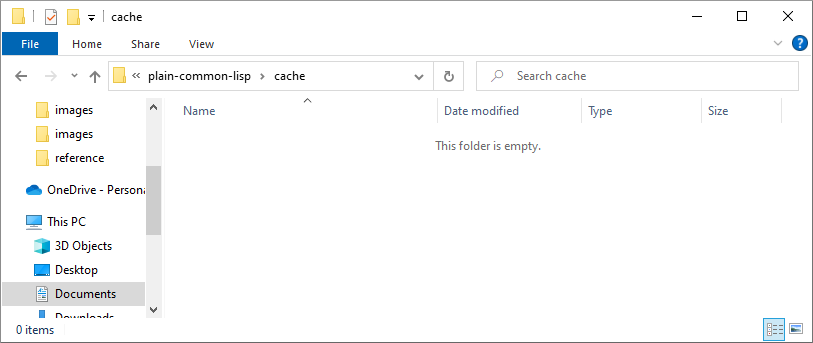 cache
File Home Share View
« plain-common-lisp > cache Search cache
Name Date modified Type Size
This folder is empty.
images
images
reference
OneDrive - Persona
This PC
3D Objects
Desktop
Documents
Downloads
0 items